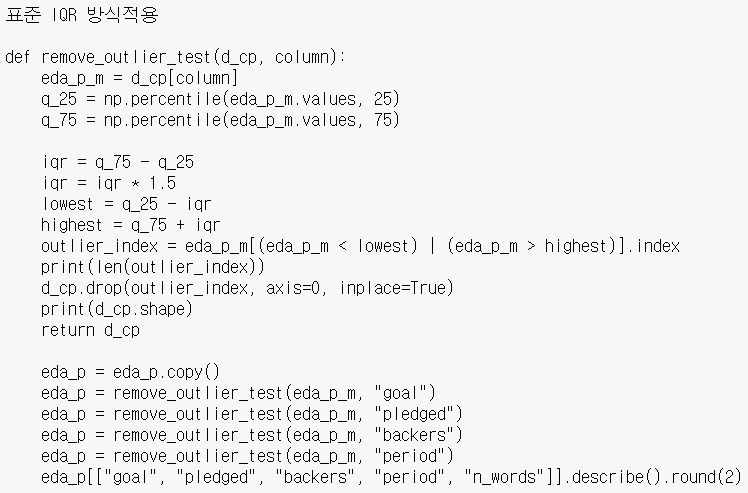 표준 IQR 방식적용

def remove_outlier_test(d_cp, column):
    eda_p_m = d_cp[column]
    q_25 = np.percentile(eda_p_m.values, 25)
    q_75 = np.percentile(eda_p_m.values, 75)

    iqr = q_75 - q_25
    iqr = iqr * 1.5
    lowest = q_25 - iqr
    highest = q_75 + iqr
    outlier_index = eda_p_m[(eda_p_m < lowest) | (eda_p_m > highest)].index
    print(len(outlier_index))
    d_cp.drop(outlier_index, axis=0, inplace=True)
    print(d_cp.shape)
    return d_cp

    eda_p = eda_p.copy()
    eda_p = remove_outlier_test(eda_p_m, "goal")
    eda_p = remove_outlier_test(eda_p_m, "pledged")
    eda_p = remove_outlier_test(eda_p_m, "backers")
    eda_p = remove_outlier_test(eda_p_m, "period")
    eda_p[["goal", "pledged", "backers", "period", "n_words"]].describe().round(2)